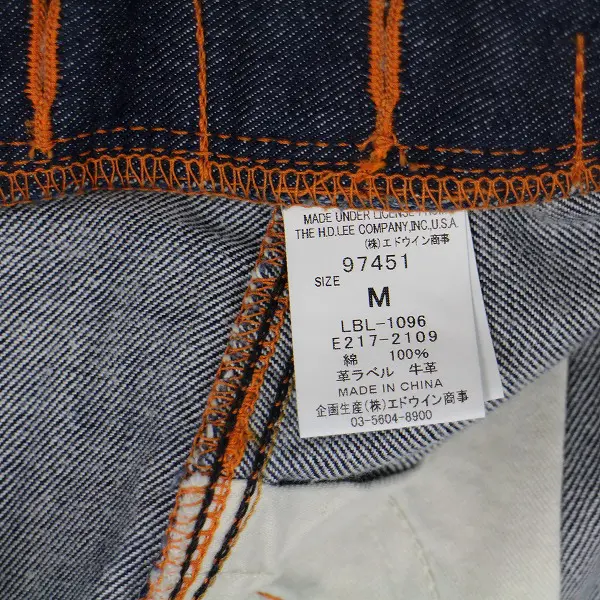 MADE UNDER LICENSE FROM
THE H.D.LEE COMPANY,INC.,U.S.A.
(株)エドウイン商事
97451
SIZE
M
LBL-1096
E217-2109
綿 100%
革ラベル 牛革
MADE IN CHINA
企画生産(株)エドウイン商事
03-5604-8900